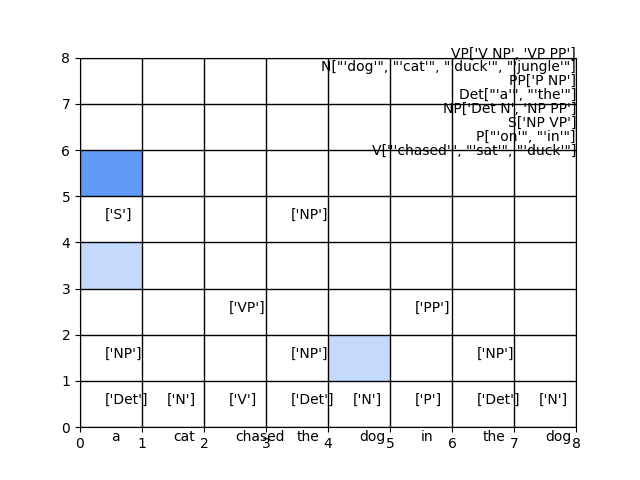 VP['V NP', 'VP PP']
8
N["'dog'", "'cat'", "'duck'", "'jungle'"]
PP['P NP']
Det["'a'", "'the'"]
7
NP['Det N', 'NP PP']
S['NP VP']
P["'on'", "'in'"]
6
V["'chased'", "'sat'", "'duck'"]
5
['S'] ['NP']
4
3
['VP'] ['PP']
2
['NP'] ['NP'] ['NP']
1
['Det'] ['N'] ['V'] ['Det'] ['N'] ['P'] ['Det'] ['N']
0
a cat chased the dog in the dog
0 1 2 3 4 5 6 7 8